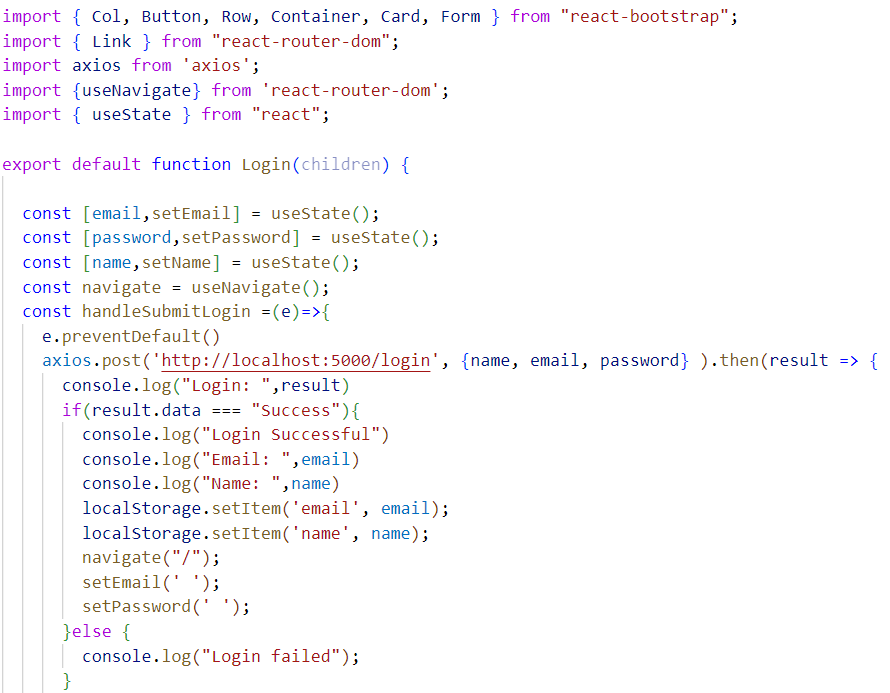 import { Col, Button, Row, Container, Card, Form } from "react-bootstrap";
import { Link } from "react-router-dom";
import axios from 'axios';
import {useNavigate} from 'react-router-dom';
import { useState } from "react";

export default function Login(children) {

  const [email,setEmail] = useState();
  const [password,setPassword] = useState();
  const [name,setName] = useState();
  const navigate = useNavigate();
  const handleSubmitLogin =(e)=>{
    e.preventDefault()
    axios.post('http://localhost:5000/login', {name, email, password} ).then(result => {
      console.log("Login: ",result)
      if(result.data === "Success"){
        console.log("Login Successful")
        console.log("Email: ",email)
        console.log("Name: ",name)
        localStorage.setItem('email', email);
        localStorage.setItem('name', name);
        navigate("/");
        setEmail(' ');
        setPassword(' ');
      }else {
        console.log("Login failed");
      }